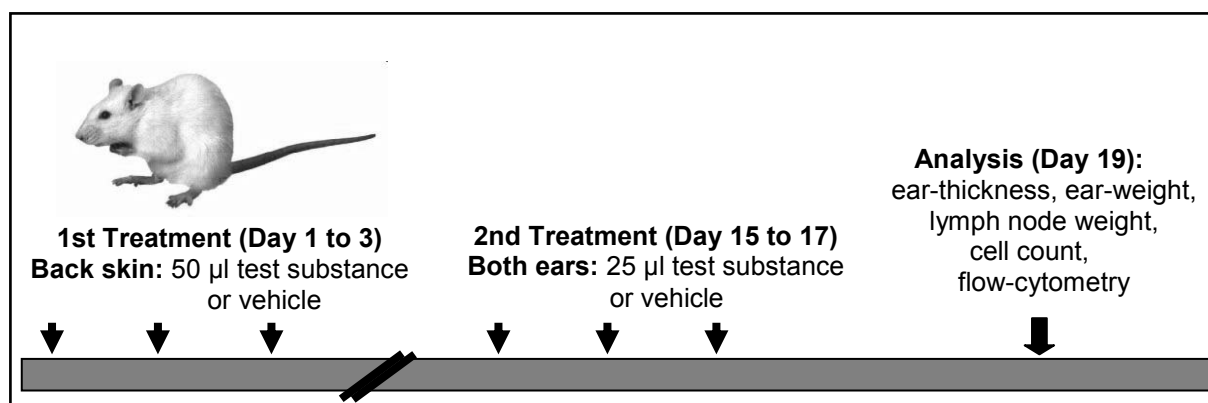 1st Treatment (Day 1 to 3)
Back skin: 50 µl test substance
or vehicle
2nd Treatment (Day 15 to 17)
Both ears: 25 µl test substance
or vehicle
Analysis (Day 19):
ear-thickness, ear-weight,
lymph node weight,
cell count,
flow-cytometry